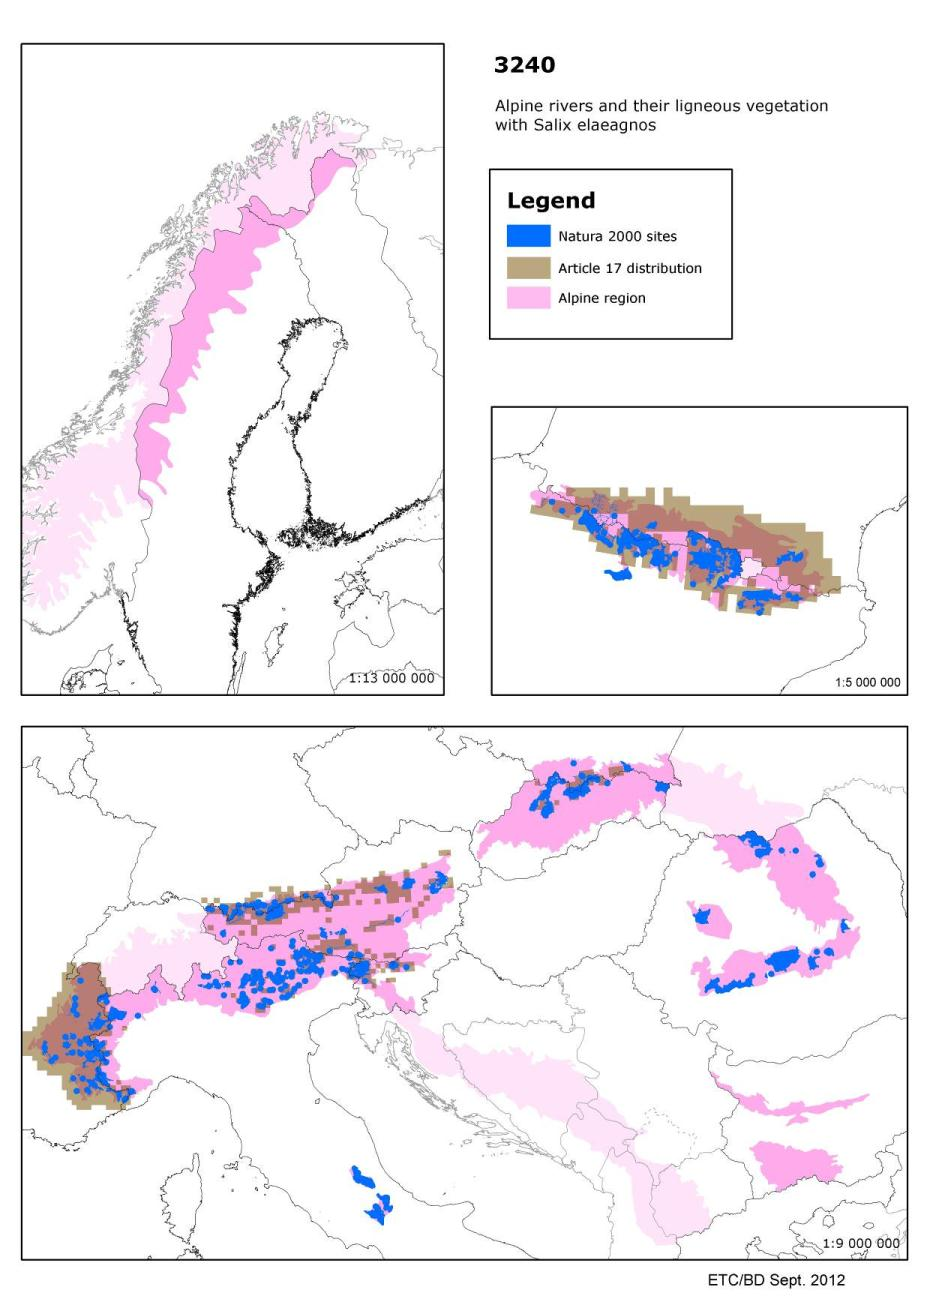 3240
Alpine rivers and their ligneous vegetation
with Salix elaeagnos
Legend
Natura 2000 sites
Article 17 distribution
Alpine region
1:13 000 000
1:5 000 000
1:9 000 000
ETC/BD Sept. 2012